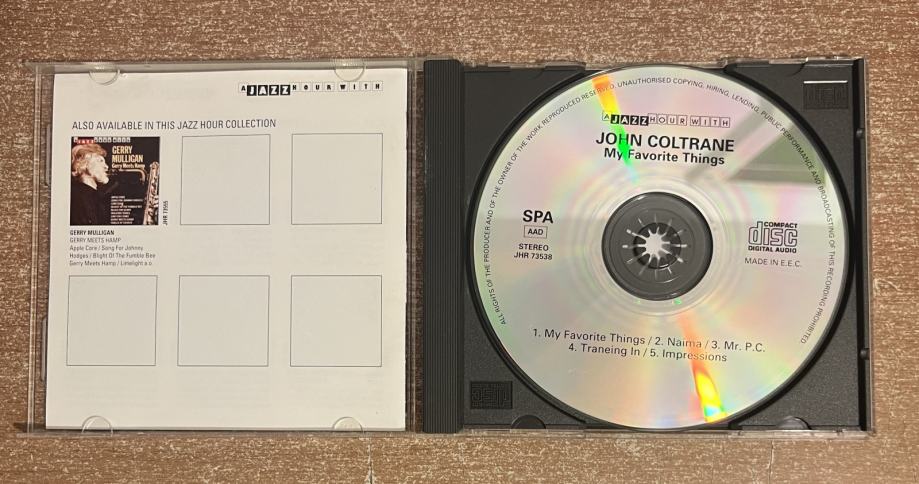 A JAZZ HOUR WITH
ALSO AVAILABLE IN THIS JAZZ HOUR COLLECTION
GERRY
MULLIGAN
Gerry Meets Hamp
JHR 73565
GERRY MULLIGAN
GERRY MEETS HAMP
Apple Core / Song For Johnny
Hodges / Blight Of The Fumble Bee
Gerry Meets Hamp / Limelight a.o.
ALL RIGHTS OF THE PRODUCER AND OF THE OWNER OF THE WORK REPRODUCED RESERVED. UNAUTHORISED COPYING, HIRING, LENDING, PUBLIC PERFORMANCE AND BROADCASTING OF THIS RECORDING PROHIBITED
A JAZZ HOUR WITH
JOHN COLTRANE
My Favorite Things
SPA
AAD
STEREO
JHR 73538
COMPACT
disc
DIGITAL AUDIO
MADE IN E.E.C.
1. My Favorite Things / 2. Naima / 3. Mr. P.C.
4. Traneing In / 5. Impressions